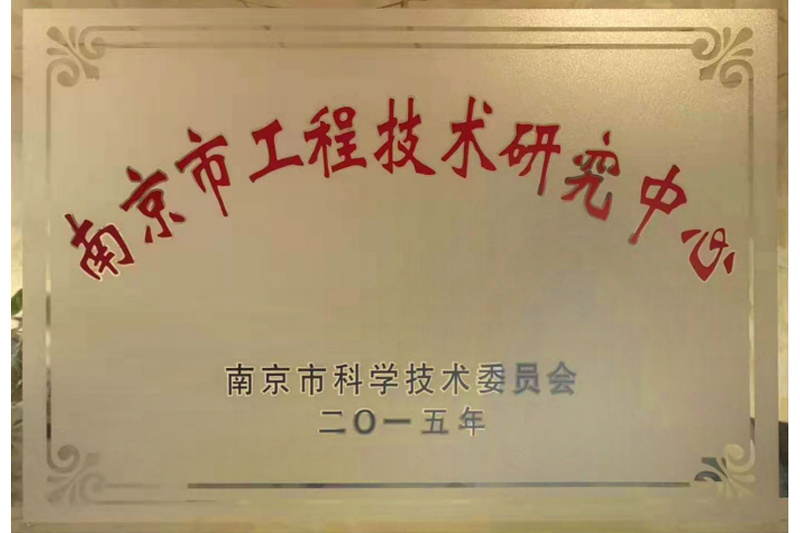 南京市工程技术研究中心
南京市科学技术委员会
二〇一五年